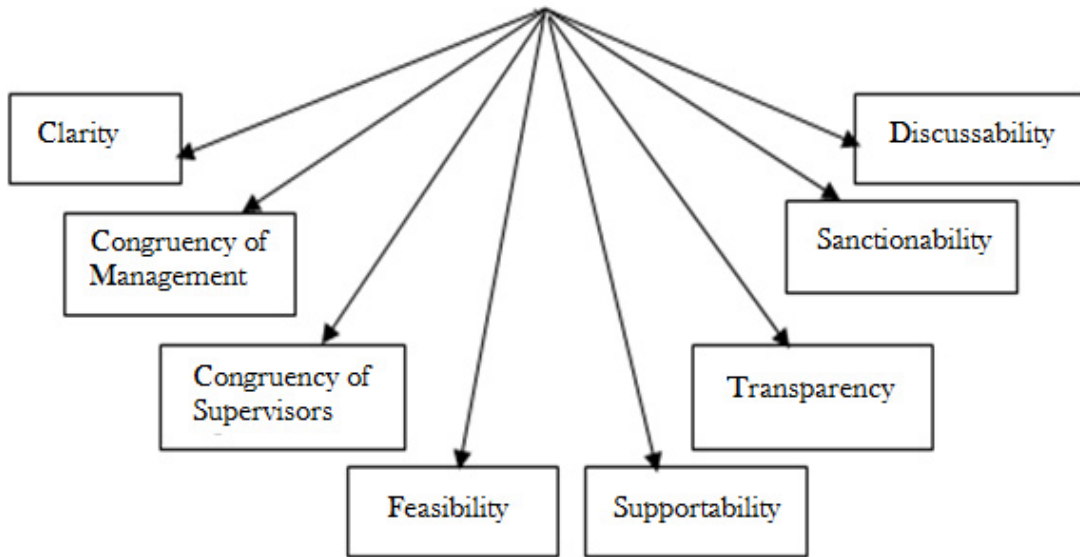 Clarity
Discussability
Congruency of
Management
Sanctionability
Congruency of
Supervisors
Transparency
Feasibility
Supportability